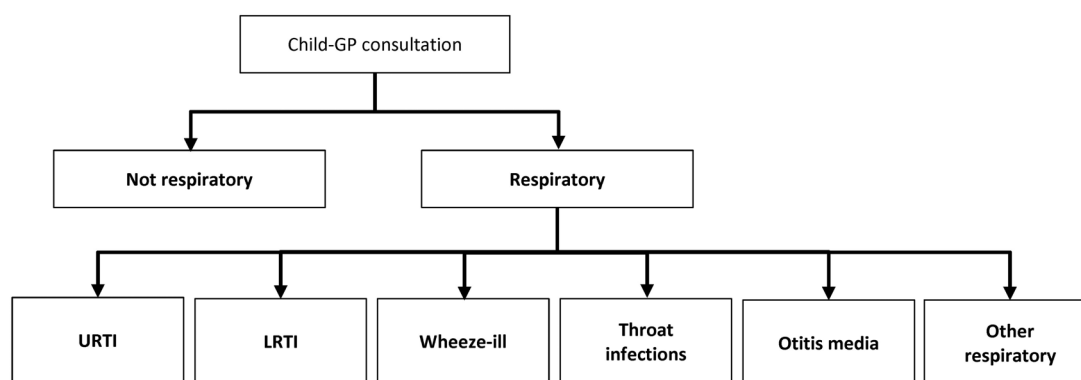 Child-GP consultation
Not respiratory
Respiratory
URTI
LRTI
Wheeze-ill
Throat
infections
Otitis media
Other
respiratory